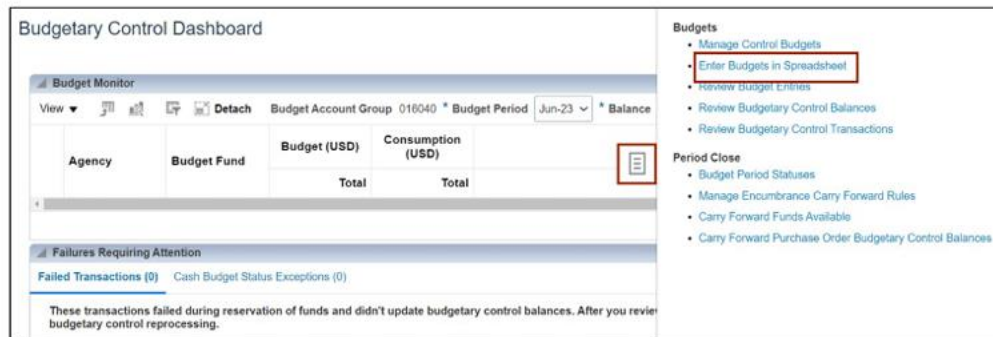 Budgetary Control Dashboard
Budget Monitor
View Detach Budget Account Group 016040 * Budget Period Jun-23 * Balance
Agency Budget Fund Budget (USD) Consumption (USD)
Total Total
Failures Requiring Attention
Failed Transactions (0) Cash Budget Status Exceptions (0)
These transactions failed during reservation of funds and didn't update budgetary control balances. After you review
budgetary control reprocessing.
Budgets
• Manage Control Budgets
• Enter Budgets in Spreadsheet
• Review Budget Entries
• Review Budgetary Control Balances
• Review Budgetary Control Transactions
Period Close
• Budget Period Statuses
• Manage Encumbrance Carry Forward Rules
• Carry Forward Funds Available
• Carry Forward Purchase Order Budgetary Control Balances